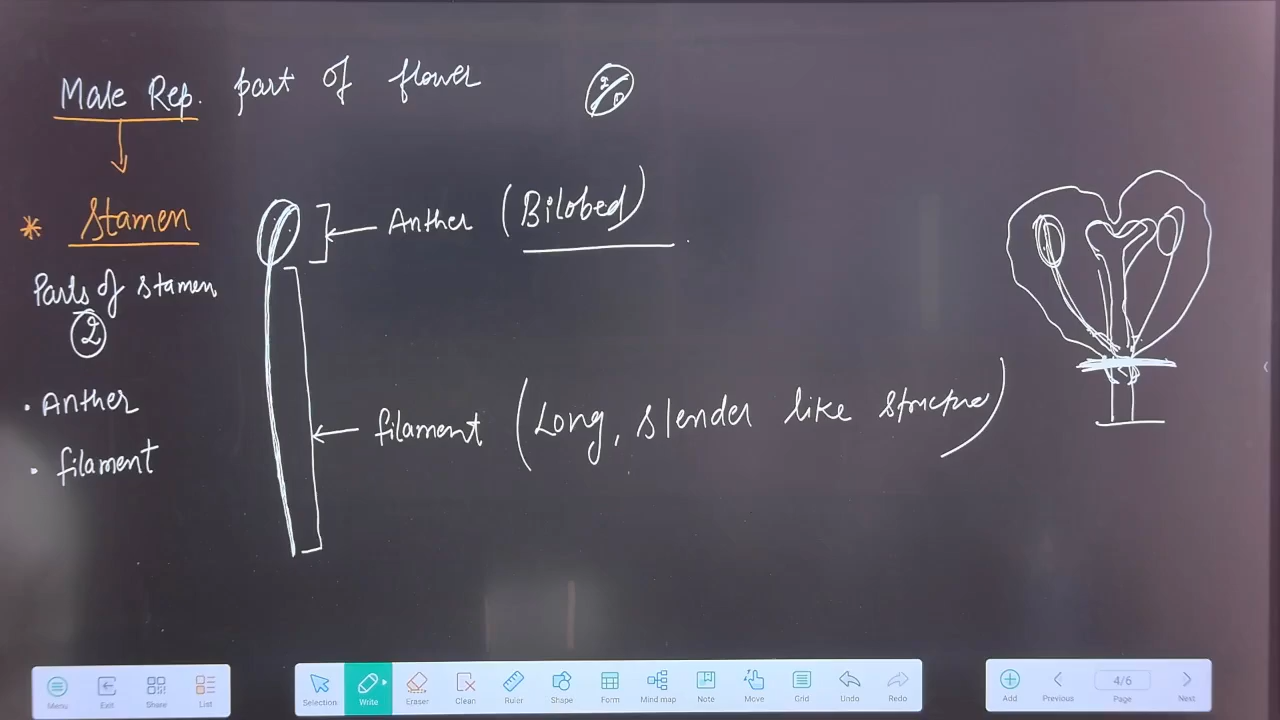 Male Rep. part of flower
* Stamen
Parts of stamen
2
• Anther
• filament
Anther (Bilobed)
filament (Long, slender like structure)
Menu
Exit
Share
List
Selection
Write
Eraser
Clean
Ruler
Shape
Form
Mind map
Note
Move
Grid
Undo
Redo
Add
Previous
4/6
Page
Next